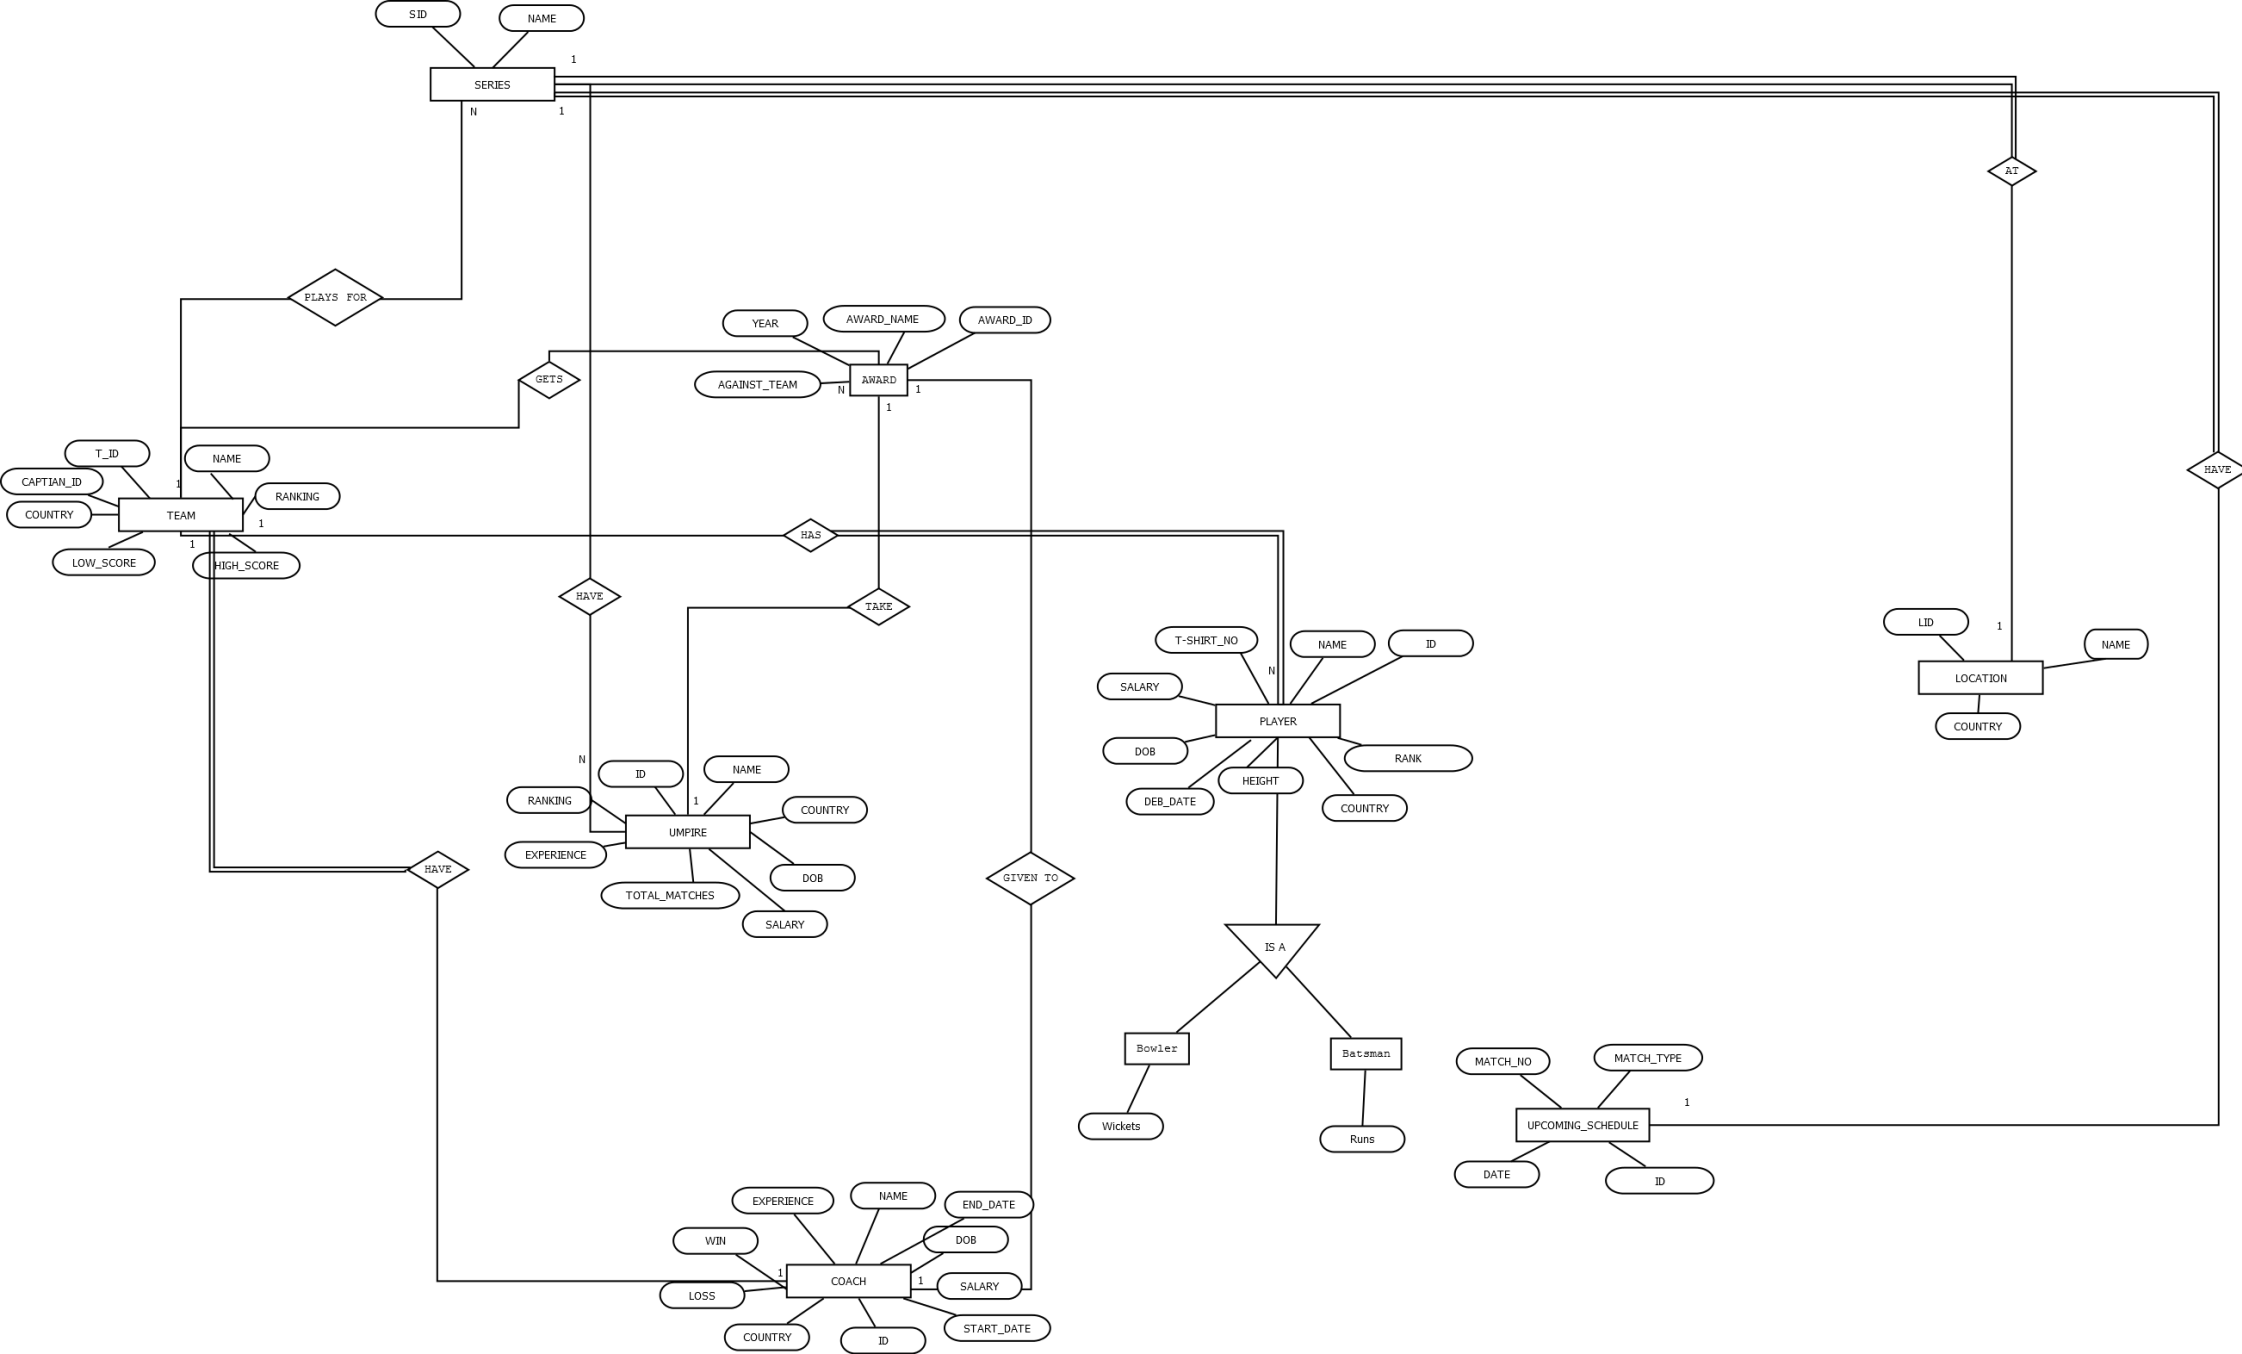 SID
NAME
1
SERIES
N
1
AT
PLAYS FOR
YEAR
AWARD_NAME
AWARD_ID
GETS
AWARD
AGAINST_TEAM
N
1
1
T_ID
NAME
HAVE
CAPTIAN_ID
1
RANKING
COUNTRY
TEAM
1
1
HAS
LOW_SCORE
HIGH_SCORE
HAVE
TAKE
LID
1
T-SHIRT_NO
NAME
ID
NAME
N
SALARY
LOCATION
PLAYER
COUNTRY
DOB
RANK
N
ID
NAME
HEIGHT
RANKING
1
DEB_DATE
COUNTRY
COUNTRY
UMPIRE
EXPERIENCE
HAVE
DOB
GIVEN TO
TOTAL_MATCHES
SALARY
IS A
Bowler
Batsman
MATCH_NO
MATCH_TYPE
1
Wickets
UPCOMING_SCHEDULE
Runs
DATE
ID
EXPERIENCE
NAME
END_DATE
WIN
DOB
1
COACH
1
SALARY
LOSS
START_DATE
COUNTRY
ID